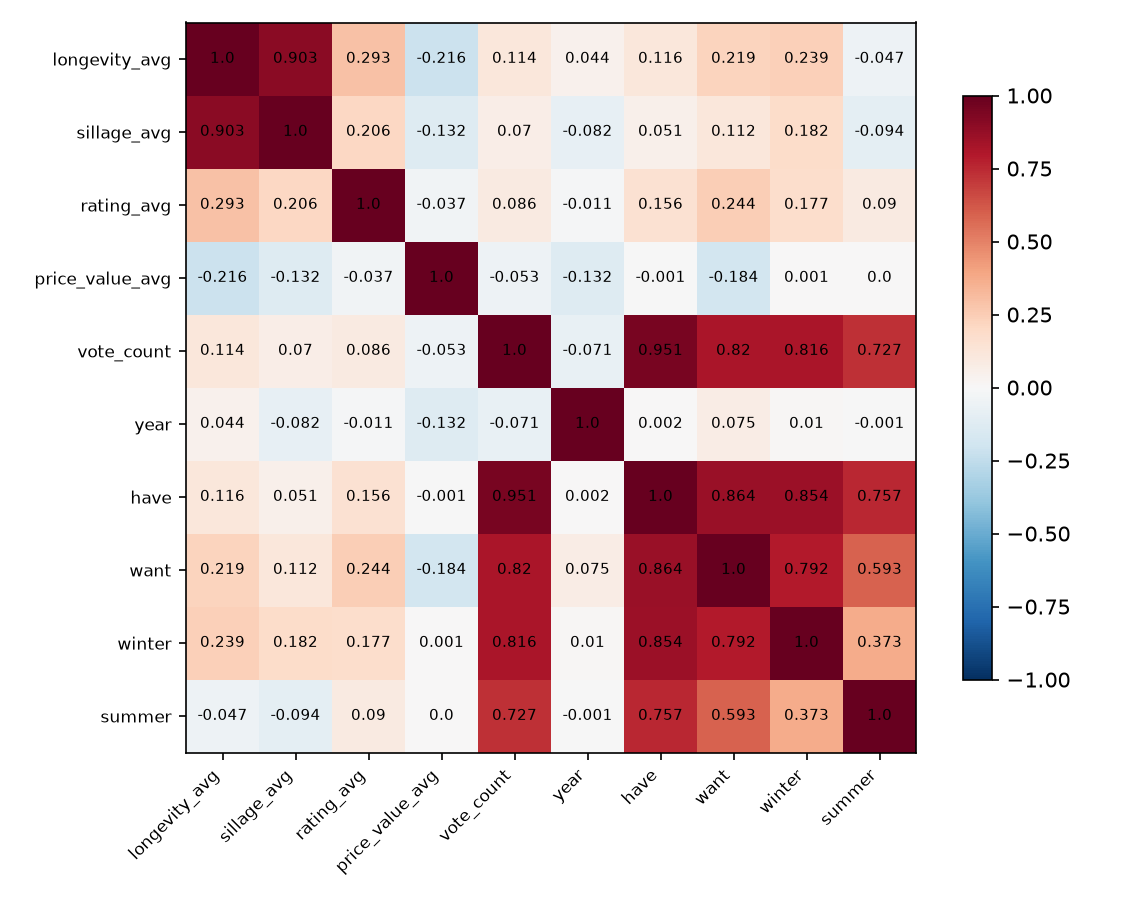 longevity_avg 1.0 0.903 0.293 -0.216 0.114 0.044 0.116 0.219 0.239 -0.047
sillage_avg 0.903 1.0 0.206 -0.132 0.07 -0.082 0.051 0.112 0.182 -0.094
rating_avg 0.293 0.206 1.0 -0.037 0.086 -0.011 0.156 0.244 0.177 0.09
price_value_avg -0.216 -0.132 -0.037 1.0 -0.053 -0.132 -0.001 -0.184 0.001 0.0
vote_count 0.114 0.07 0.086 -0.053 1.0 -0.071 0.951 0.82 0.816 0.727
year 0.044 -0.082 -0.011 -0.132 -0.071 1.0 0.002 0.075 0.01 -0.001
have 0.116 0.051 0.156 -0.001 0.951 0.002 1.0 0.864 0.854 0.757
want 0.219 0.112 0.244 -0.184 0.82 0.075 0.864 1.0 0.792 0.593
winter 0.239 0.182 0.177 0.001 0.816 0.01 0.854 0.792 1.0 0.373
summer -0.047 -0.094 0.09 0.0 0.727 -0.001 0.757 0.593 0.373 1.0
longevity_avg sillage_avg rating_avg price_value_avg vote_count year have want winter summer
1.00
0.75
0.50
0.25
0.00
−0.25
−0.50
−0.75
−1.00